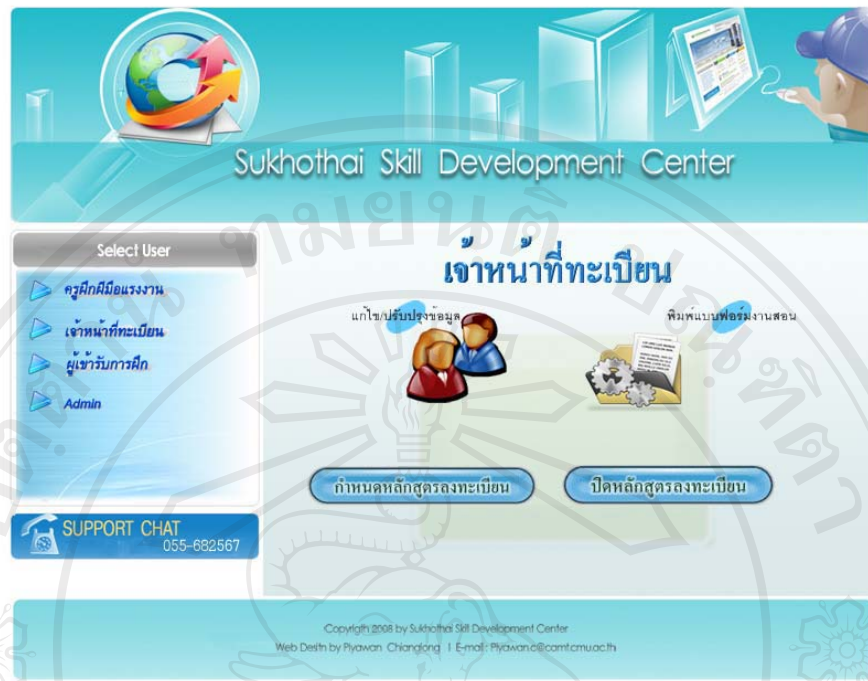 Sukhothai Skill Development Center
Select User
ครูฝึกฝีมือแรงงาน
เจ้าหน้าที่ทะเบียน
ผู้เข้ารับการฝึก
Admin
SUPPORT CHAT
055-682567
เจ้าหน้าที่ทะเบียน
แก้ไข/ปรับปรุงข้อมูล
พิมพ์แบบฟอร์มงานสอน
กำหนดหลักสูตรลงทะเบียน
ปิดหลักสูตรลงทะเบียน
Copyrigth 2008 by Sukhothai Skill Development Center
Web Desitn by Piyawan Chianglong | E-mail : Piyawan.c@camt.cmu.ac.th